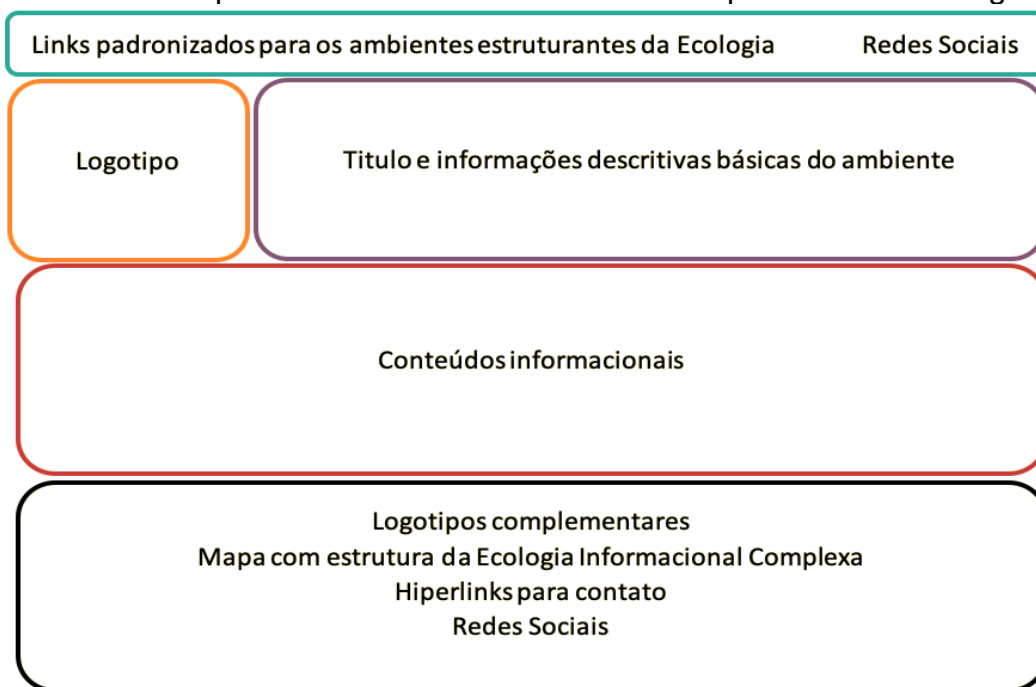 Links padronizados para os ambientes estruturantes da Ecologia Redes Sociais
Logotipo
Titulo e informações descritivas básicas do ambiente
Conteúdos informacionais
Logotipos complementares
Mapa com estrutura da Ecologia Informacional Complexa
Hiperlinks para contato
Redes Sociais